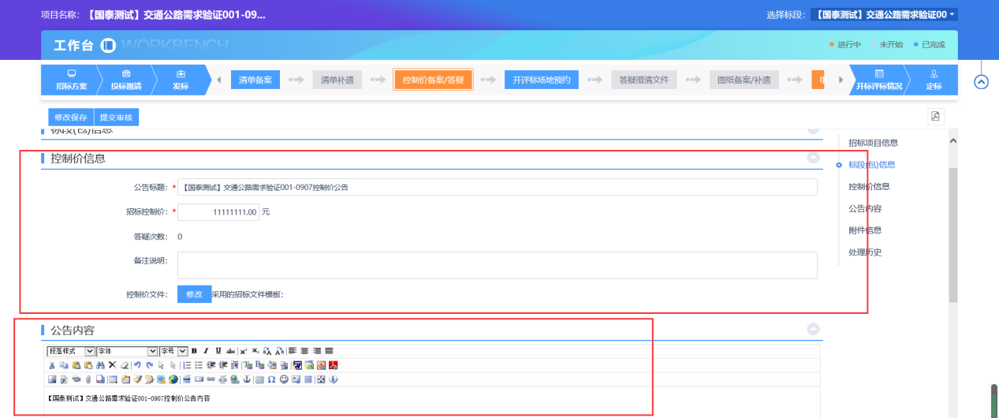 项目名称: 【国泰测试】交通公路需求验证001-09...
选择标段: 【国泰测试】交通公路需求验证00
工作台 WORKBENCH
进行中 未开始 已完成
招标方案 投标邀请 发标 清单备案 清单补遗 控制价备案/答疑 开评标场地预约 答疑澄清文件 图纸备案/补遗 开标评标情况 定标
修改保存 提交审核
标段(包)信息
控制价信息
公告标题: * 【国泰测试】交通公路需求验证001-0907控制价公告
招标控制价: * 11111111.00 元
答疑次数: 0
备注说明:
控制价文件: 修改 采用的招标文件模板:
招标项目信息
标段(包)信息
控制价信息
公告内容
附件信息
处理历史
公告内容
段落样式 字体 字号
【国泰测试】交通公路需求验证001-0907控制价公告内容